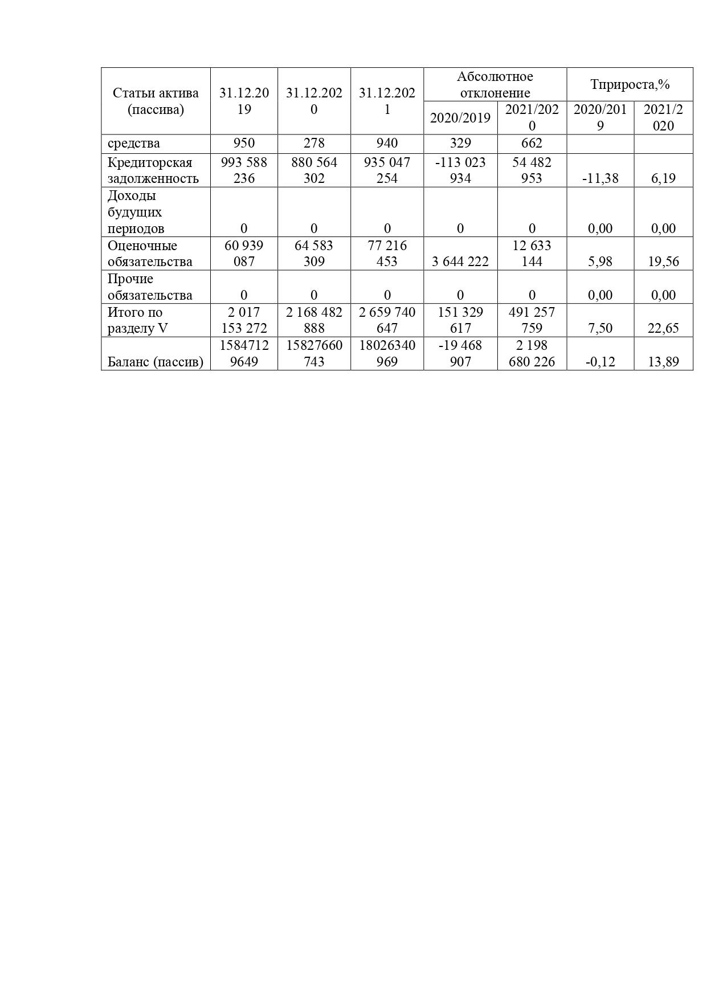 Статьи актива (пассива) 31.12.2019 31.12.2020 31.12.2021 Абсолютное отклонение Тприроста,%
2020/2019 2021/2020 2020/2019 2021/2020
средства 950 278 940 329 662
Кредиторская задолженность 993 588 236 880 564 302 935 047 254 -113 023 934 54 482 953 -11,38 6,19
Доходы будущих периодов 0 0 0 0 0 0,00 0,00
Оценочные обязательства 60 939 087 64 583 309 77 216 453 3 644 222 12 633 144 5,98 19,56
Прочие обязательства 0 0 0 0 0 0,00 0,00
Итого по разделу V 2 017 153 272 2 168 482 888 2 659 740 647 151 329 617 491 257 759 7,50 22,65
Баланс (пассив) 15847129649 15827660743 18026340969 -19 468 907 2 198 680 226 -0,12 13,89